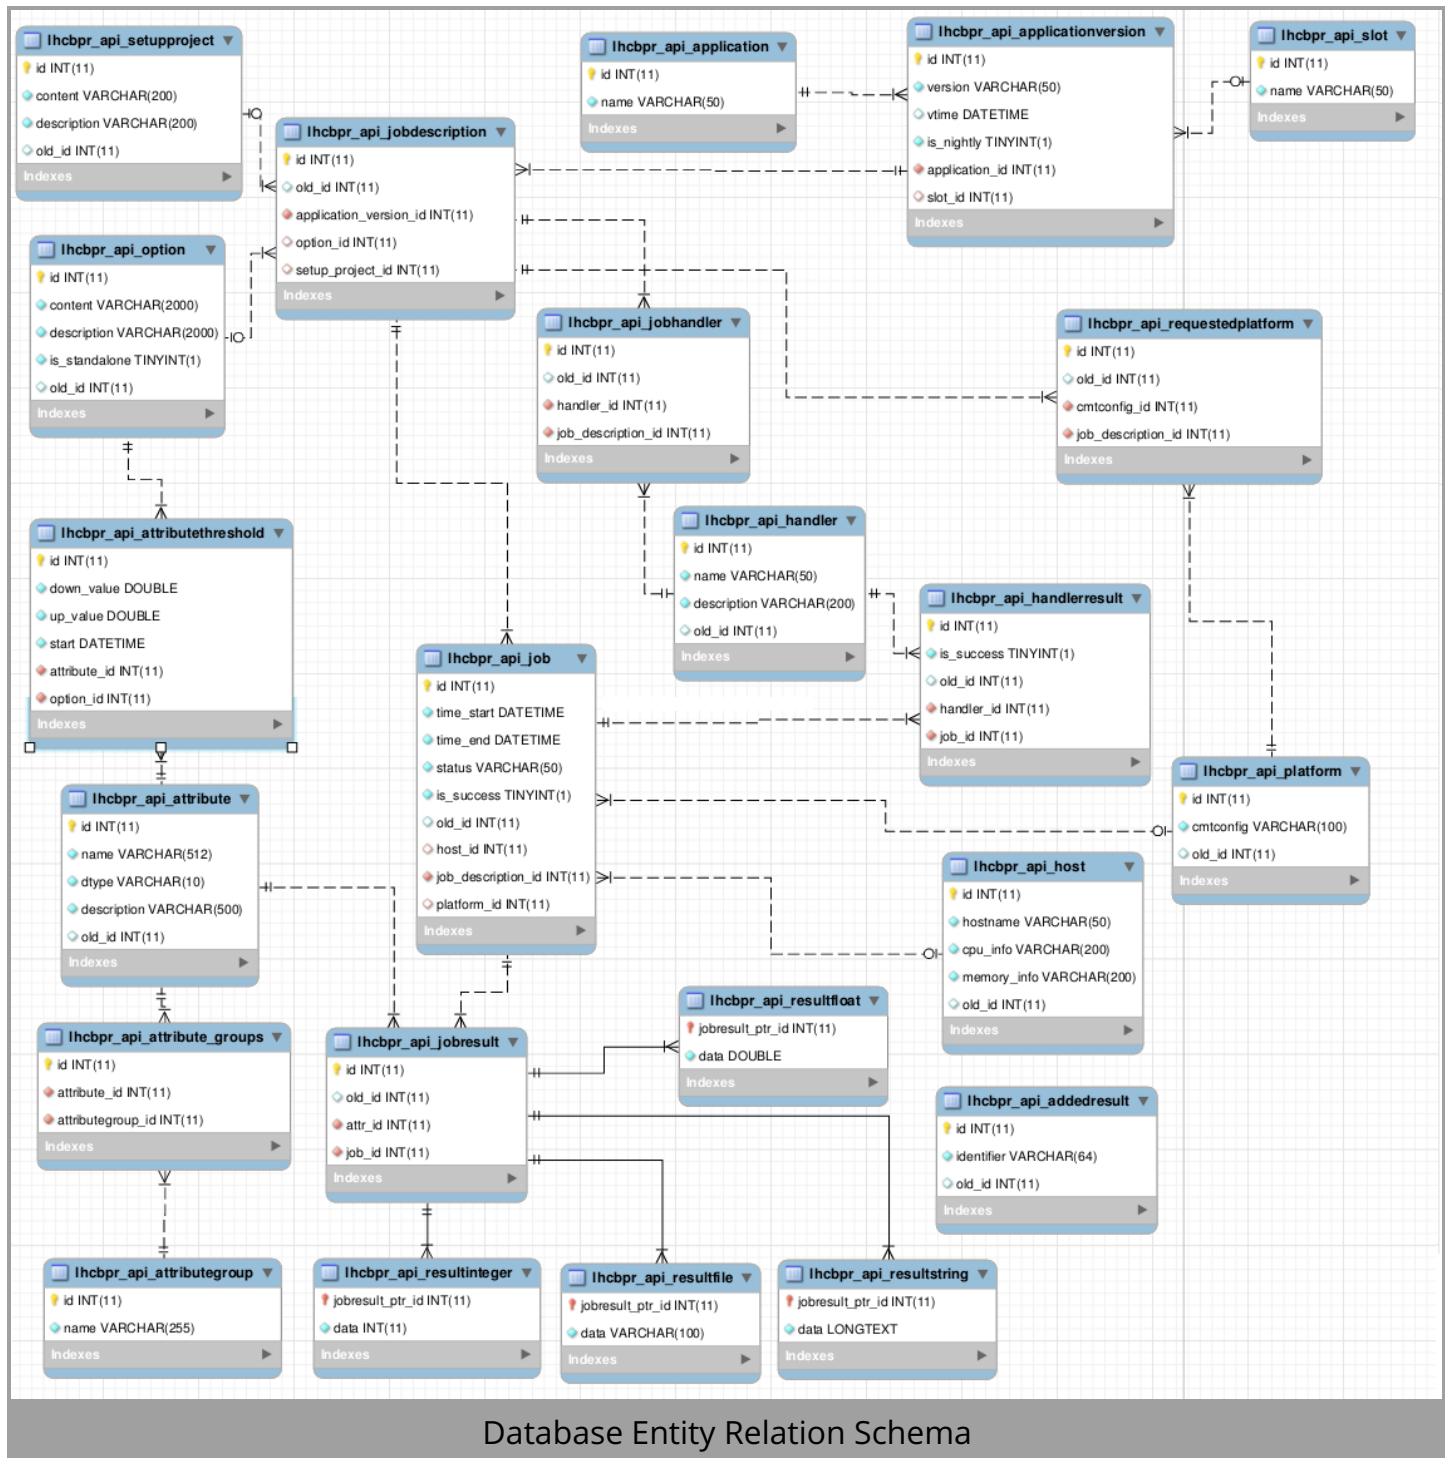 lhcbpr_api_setupproject
id INT(11)
content VARCHAR(200)
description VARCHAR(200)
old_id INT(11)
Indexes
lhcbpr_api_application
id INT(11)
name VARCHAR(50)
Indexes
lhcbpr_api_applicationversion
id INT(11)
version VARCHAR(50)
vtime DATETIME
is_nightly TINYINT(1)
application_id INT(11)
slot_id INT(11)
Indexes
lhcbpr_api_slot
id INT(11)
name VARCHAR(50)
Indexes
lhcbpr_api_jobdescription
id INT(11)
old_id INT(11)
application_version_id INT(11)
option_id INT(11)
setup_project_id INT(11)
Indexes
lhcbpr_api_option
id INT(11)
content VARCHAR(2000)
description VARCHAR(2000)
is_standalone TINYINT(1)
old_id INT(11)
Indexes
lhcbpr_api_jobhandler
id INT(11)
old_id INT(11)
handler_id INT(11)
job_description_id INT(11)
Indexes
lhcbpr_api_requestedplatform
id INT(11)
old_id INT(11)
cmtconfig_id INT(11)
job_description_id INT(11)
Indexes
lhcbpr_api_attributethreshold
id INT(11)
down_value DOUBLE
up_value DOUBLE
start DATETIME
attribute_id INT(11)
option_id INT(11)
Indexes
lhcbpr_api_handler
id INT(11)
name VARCHAR(50)
description VARCHAR(200)
old_id INT(11)
Indexes
lhcbpr_api_handlerresult
id INT(11)
is_success TINYINT(1)
old_id INT(11)
handler_id INT(11)
job_id INT(11)
Indexes
lhcbpr_api_job
id INT(11)
time_start DATETIME
time_end DATETIME
status VARCHAR(50)
is_success TINYINT(1)
old_id INT(11)
host_id INT(11)
job_description_id INT(11)
platform_id INT(11)
Indexes
lhcbpr_api_platform
id INT(11)
cmtconfig VARCHAR(100)
old_id INT(11)
Indexes
lhcbpr_api_attribute
id INT(11)
name VARCHAR(512)
dtype VARCHAR(10)
description VARCHAR(500)
old_id INT(11)
Indexes
lhcbpr_api_host
id INT(11)
hostname VARCHAR(50)
cpu_info VARCHAR(200)
memory_info VARCHAR(200)
old_id INT(11)
Indexes
lhcbpr_api_resultfloat
jobresult_ptr_id INT(11)
data DOUBLE
Indexes
lhcbpr_api_attribute_groups
id INT(11)
attribute_id INT(11)
attributegroup_id INT(11)
Indexes
lhcbpr_api_jobresult
id INT(11)
old_id INT(11)
attr_id INT(11)
job_id INT(11)
Indexes
lhcbpr_api_addedresult
id INT(11)
identifier VARCHAR(64)
old_id INT(11)
Indexes
lhcbpr_api_attributegroup
id INT(11)
name VARCHAR(255)
Indexes
lhcbpr_api_resultinteger
jobresult_ptr_id INT(11)
data INT(11)
Indexes
lhcbpr_api_resultfile
jobresult_ptr_id INT(11)
data VARCHAR(100)
Indexes
lhcbpr_api_resultstring
jobresult_ptr_id INT(11)
data LONGTEXT
Indexes
Database Entity Relation Schema